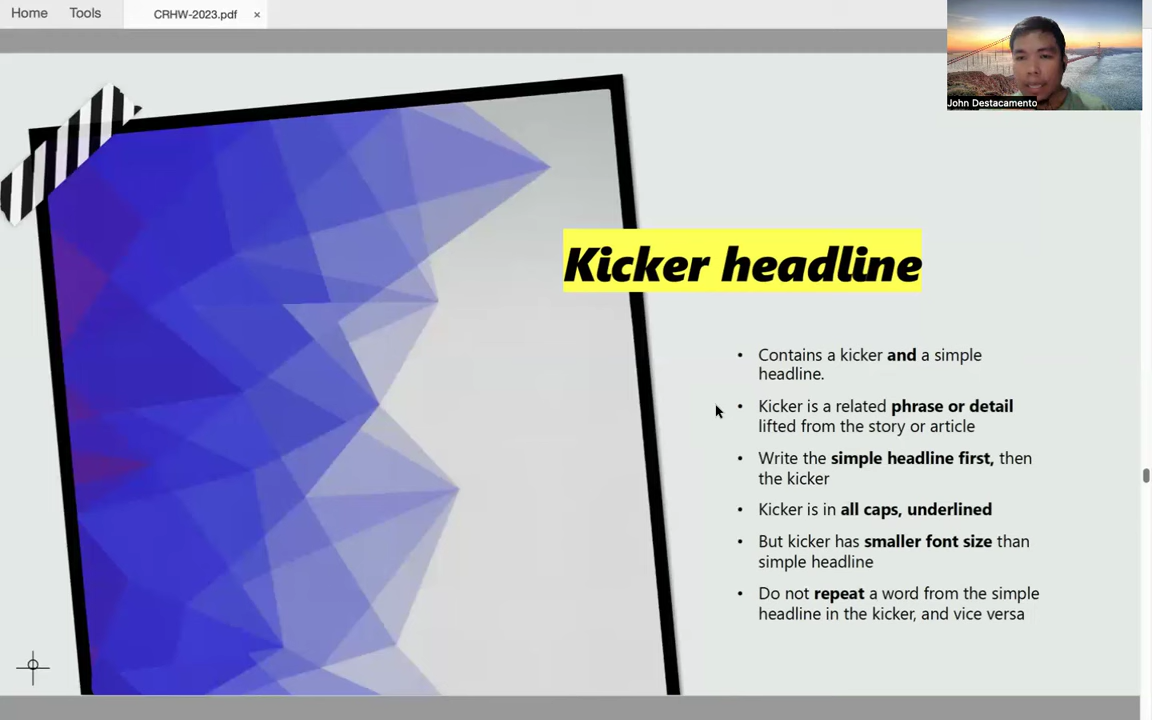 Home Tools CRHW-2023.pdf ×
John Destacamento
Kicker headline
• Contains a kicker and a simple
headline.
• Kicker is a related phrase or detail
lifted from the story or article
• Write the simple headline first, then
the kicker
• Kicker is in all caps, underlined
• But kicker has smaller font size than
simple headline
• Do not repeat a word from the simple
headline in the kicker, and vice versa